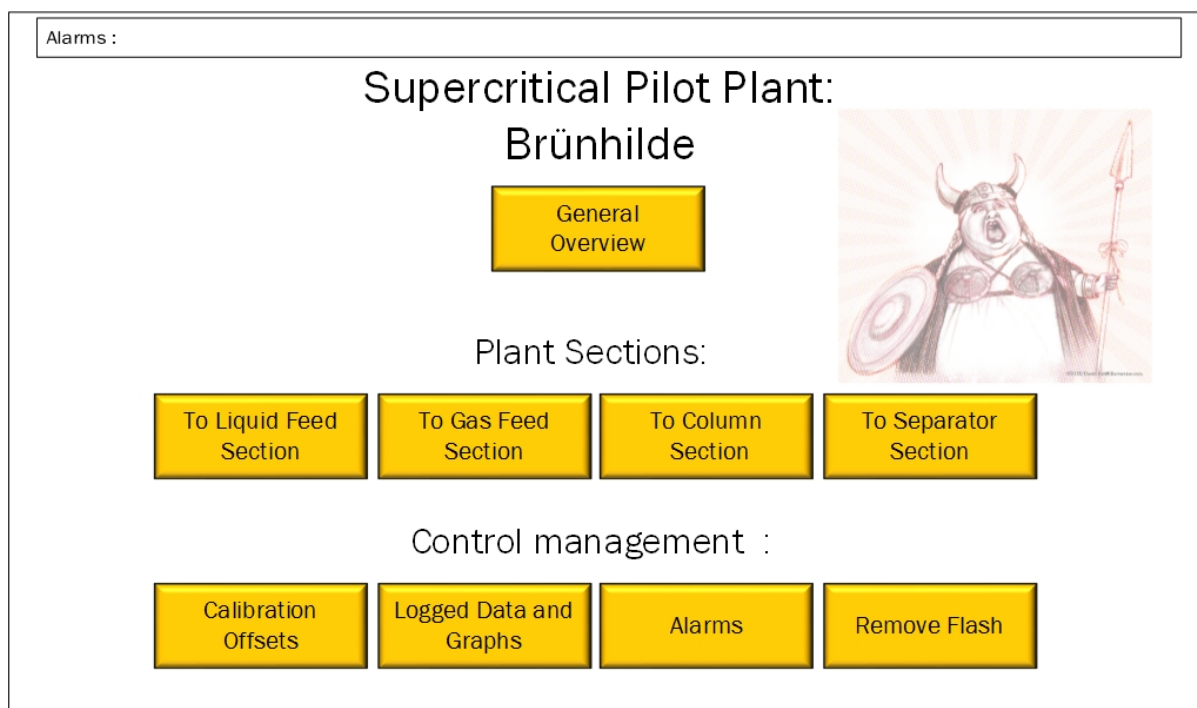 Alarms :
Supercritical Pilot Plant:
Brünhilde
General
Overview
Plant Sections:
To Liquid Feed
Section
To Gas Feed
Section
To Column
Section
To Separator
Section
Control management :
Calibration
Offsets
Logged Data and
Graphs
Alarms
Remove Flash